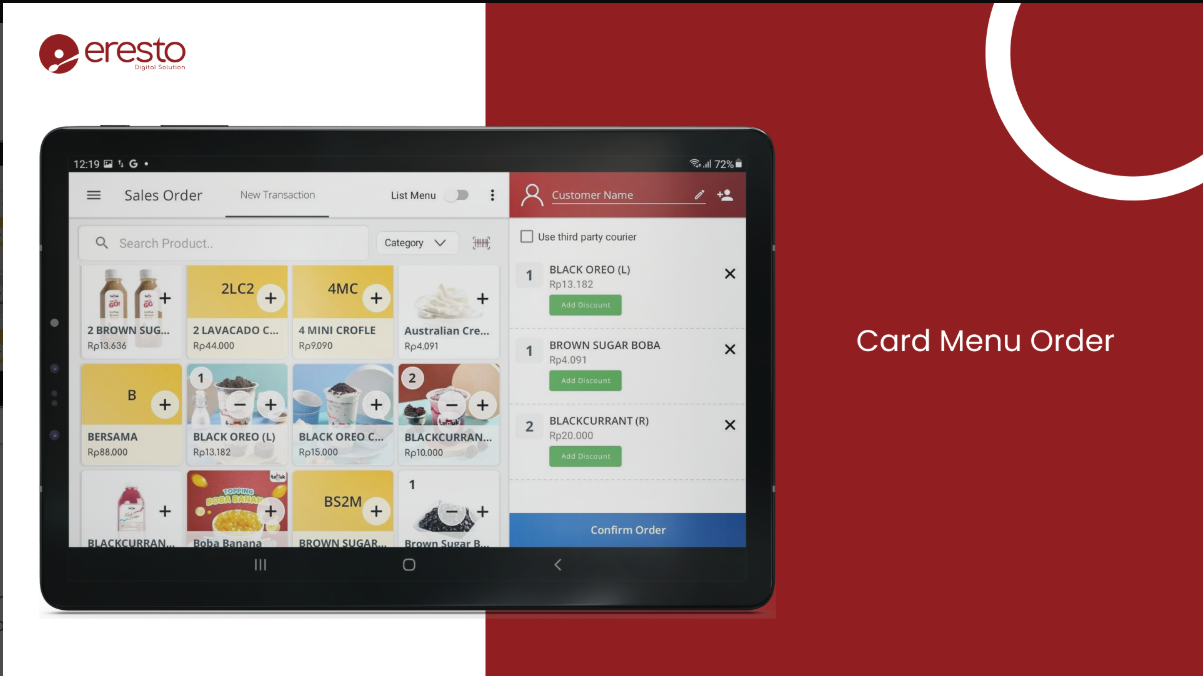 eresto
Digital Solution
12:19
72%
Sales Order
New Transaction
List Menu
Customer Name
Search Product..
Category
Use third party courier
2 BROWN SUG...
Rp13.636
2LC2
2 LAVACADO C...
Rp44.000
4MC
4 MINI CROFLE
Rp9.090
Australian Cre...
Rp4.091
B
BERSAMA
Rp88.000
1
BLACK OREO (L)
Rp13.182
BLACK OREO C...
Rp15.000
2
BLACKCURRAN...
Rp10.000
BLACKCURRAN...
TOPPING
BOBA BANANA
Boba Banana
BS2M
BROWN SUGAR...
1
Brown Sugar B...
1
BLACK OREO (L)
Rp13.182
Add Discount
1
BROWN SUGAR BOBA
Rp4.091
Add Discount
2
BLACKCURRANT (R)
Rp20.000
Add Discount
Confirm Order
Card Menu Order